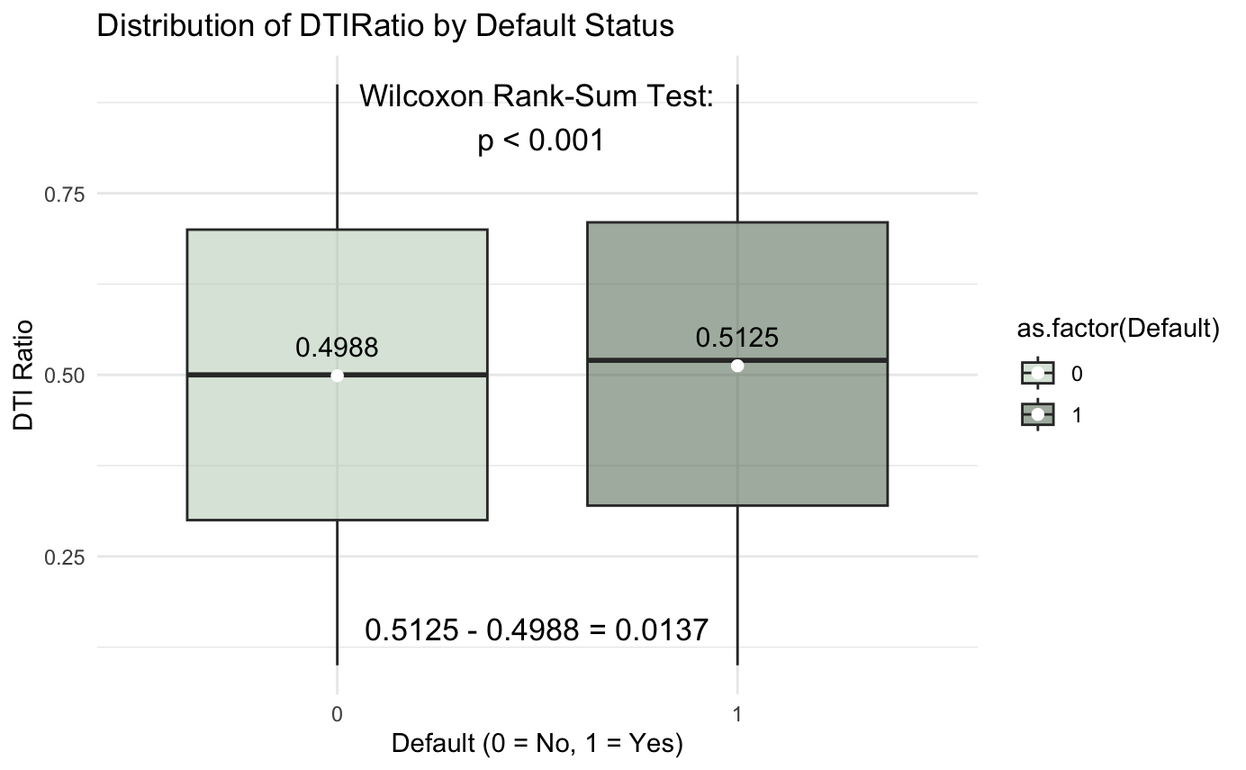 Distribution of DTIRatio by Default Status
Wilcoxon Rank-Sum Test:
p < 0.001
0.75
0.50
0.25
DTI Ratio
0.4988
0.5125
0.5125 - 0.4988 = 0.0137
0
1
Default (0 = No, 1 = Yes)
as.factor(Default)
0
1